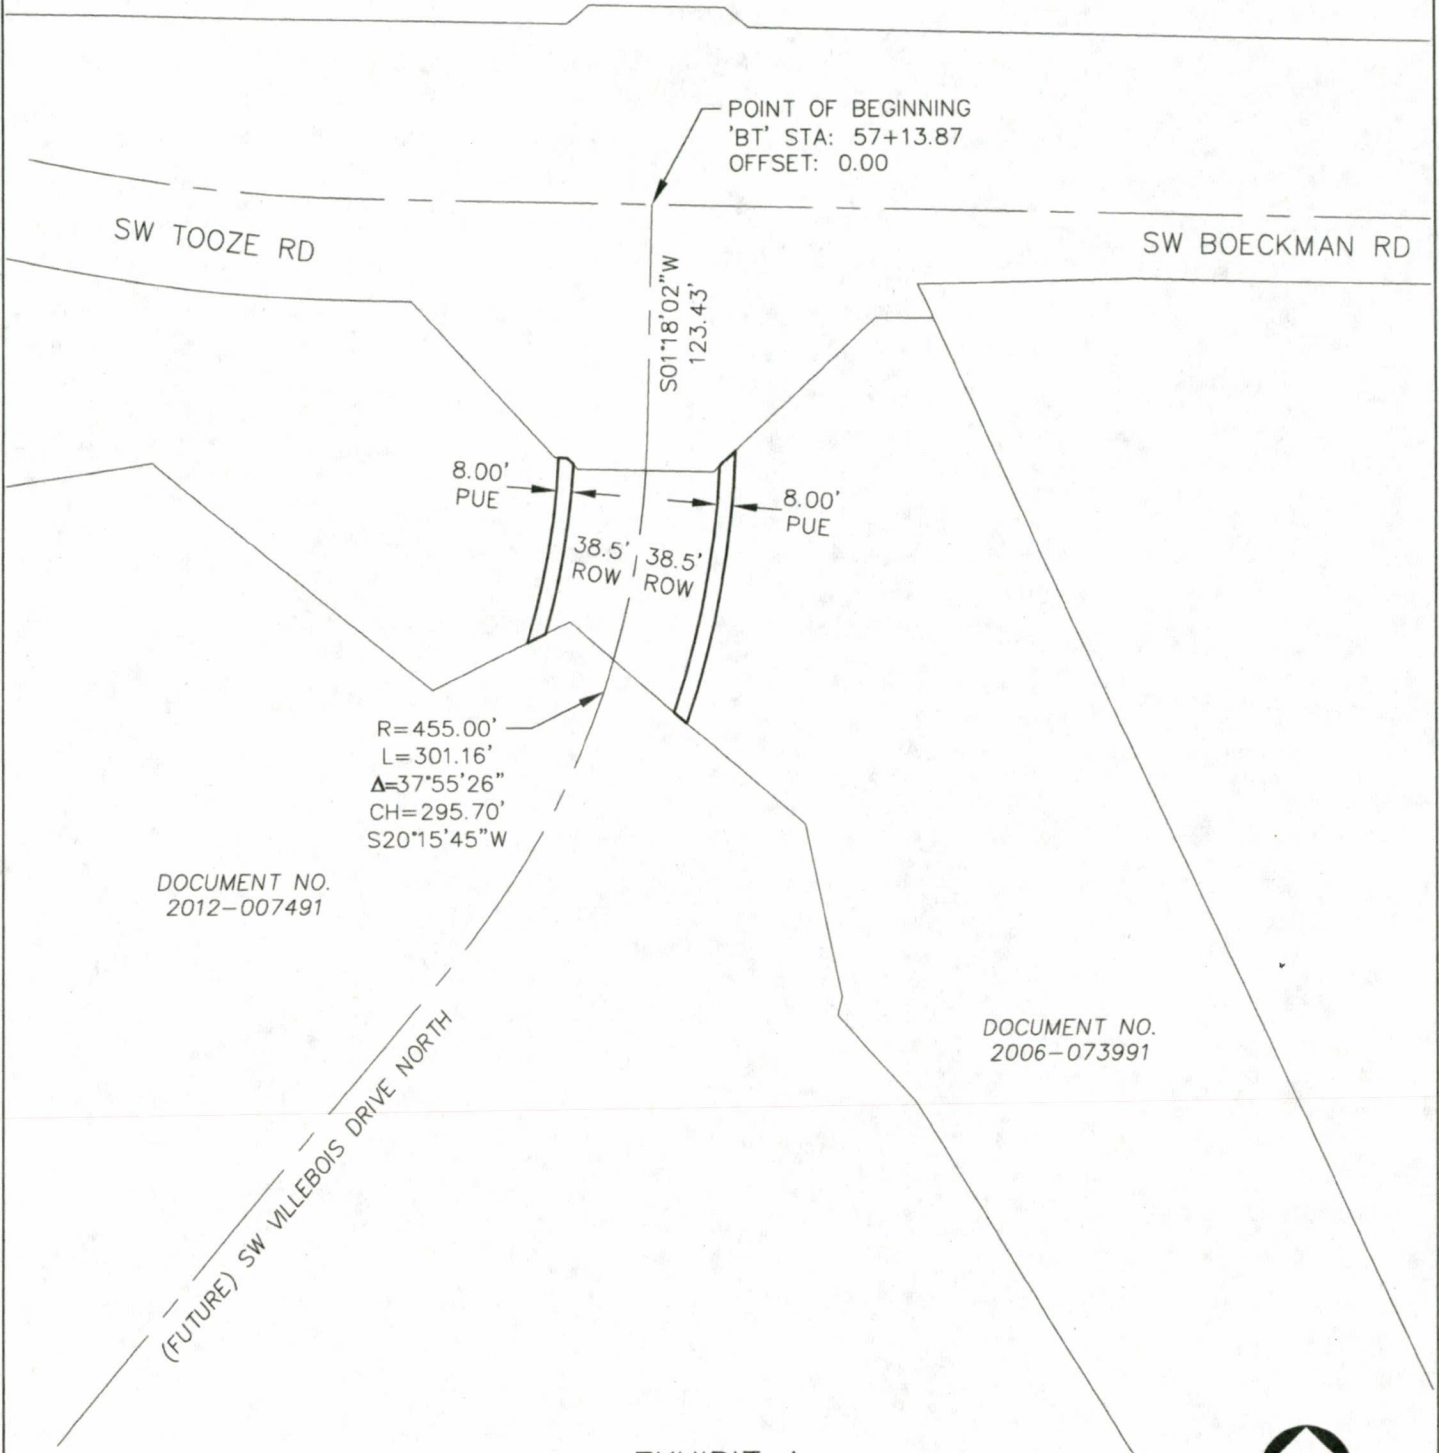 POINT OF BEGINNING
'BT' STA: 57+13.87
OFFSET: 0.00
SW TOOZE RD
SW BOECKMAN RD
S01°18'02"W
123.43'
8.00'
PUE
8.00'
PUE
38.5'
ROW
38.5'
ROW
R=455.00'
L=301.16'
Δ=37°55'26"
CH=295.70'
S20°15'45"W
DOCUMENT NO.
2012-007491
DOCUMENT NO.
2006-073991
(FUTURE) SW VILLEBOIS DRIVE NORTH